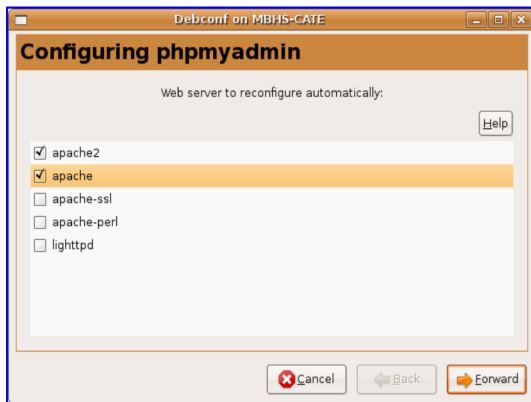 Debconf on MBHS-CATE
Configuring phpmyadmin
Web server to reconfigure automatically:
Help
apache2
apache
apache-ssl
apache-perl
lighttpd
Cancel
Back
Forward